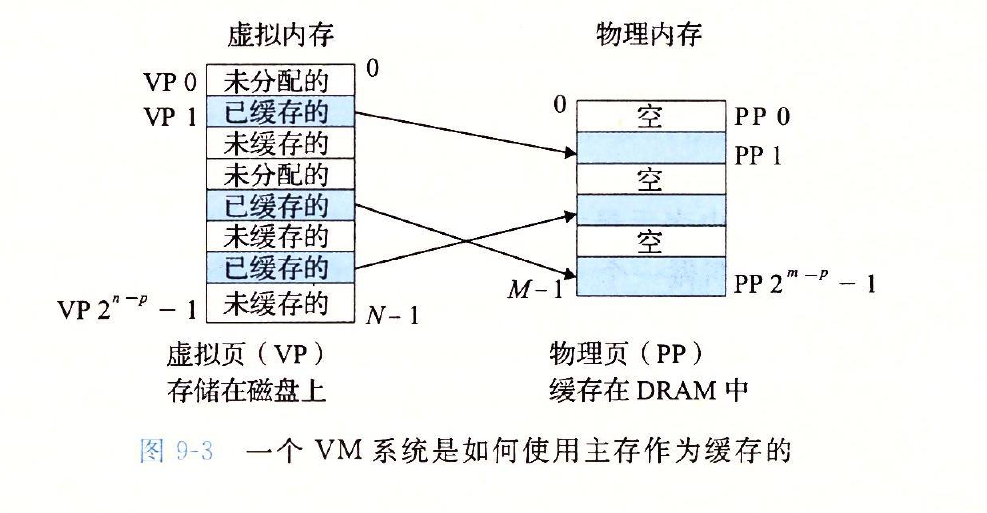 虚拟内存
物理内存
VP 0 未分配的 0
VP 1 已缓存的
未缓存的
未分配的
已缓存的
未缓存的
已缓存的
VP 2^{n-p} - 1 未缓存的 N-1
0 空 PP 0
PP 1
空
空
M-1 PP 2^{m-p} - 1
虚拟页（VP）
存储在磁盘上
物理页（PP）
缓存在 DRAM 中
图 9-3 一个 VM 系统是如何使用主存作为缓存的